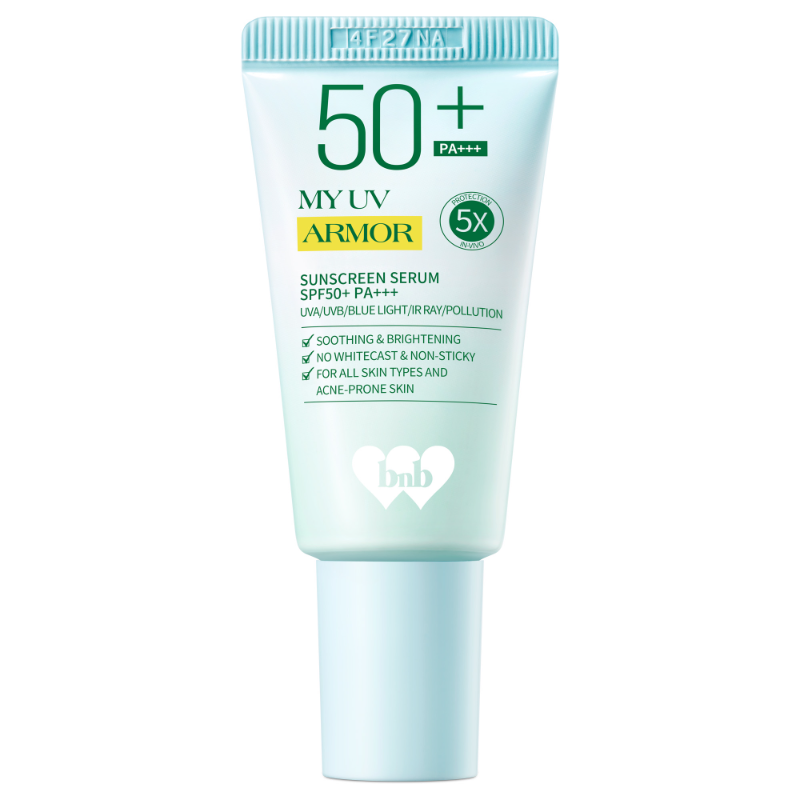 4F27NA
50+
PA+++
MY UV
ARMOR
PROTECTION
5X
IN-VIVO
SUNSCREEN SERUM
SPF50+ PA+++
UVA/UVB/BLUE LIGHT/IR RAY/POLLUTION
SOOTHING & BRIGHTENING
NO WHITECAST & NON-STICKY
FOR ALL SKIN TYPES AND
ACNE-PRONE SKIN
bnb